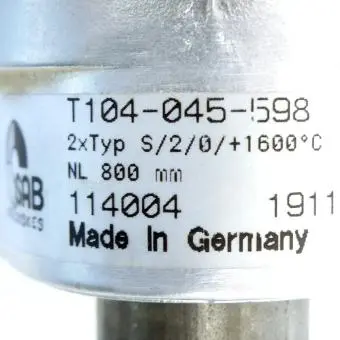 T104-045-598
2xTyp S/2/0/+1600°C
NL 800 mm
SAB
114004 1911
Made In Germany